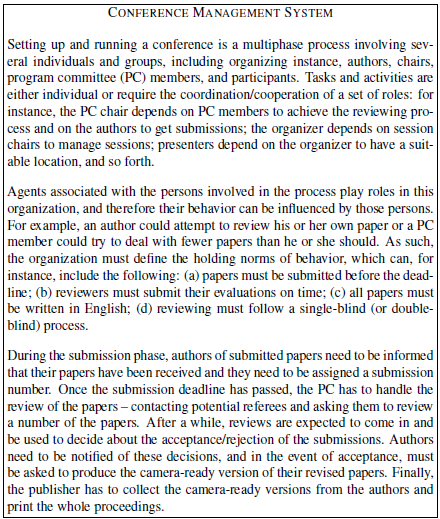 CONFERENCE MANAGEMENT SYSTEM
Setting up and running a conference is a multiphase process involving sev-
eral individuals and groups, including organizing instance, authors, chairs,
program committee (PC) members, and participants. Tasks and activities are
either individual or require the coordination/cooperation of a set of roles: for
instance, the PC chair depends on PC members to achieve the reviewing pro-
cess and on the authors to get submissions; the organizer depends on session
chairs to manage sessions; presenters depend on the organizer to have a suit-
able location, and so forth.
Agents associated with the persons involved in the process play roles in this
organization, and therefore their behavior can be influenced by those persons.
For example, an author could attempt to review his or her own paper or a PC
member could try to deal with fewer papers than he or she should. As such,
the organization must define the holding norms of behavior, which can, for
instance, include the following: (a) papers must be submitted before the dead-
line; (b) reviewers must submit their evaluations on time; (c) all papers must
be written in English; (d) reviewing must follow a single-blind (or double-
blind) process.
During the submission phase, authors of submitted papers need to be informed
that their papers have been received and they need to be assigned a submission
number. Once the submission deadline has passed, the PC has to handle the
review of the papers – contacting potential referees and asking them to review
a number of the papers. After a while, reviews are expected to come in and
be used to decide about the acceptance/rejection of the submissions. Authors
need to be notified of these decisions, and in the event of acceptance, must
be asked to produce the camera-ready version of their revised papers. Finally,
the publisher has to collect the camera-ready versions from the authors and
print the whole proceedings.